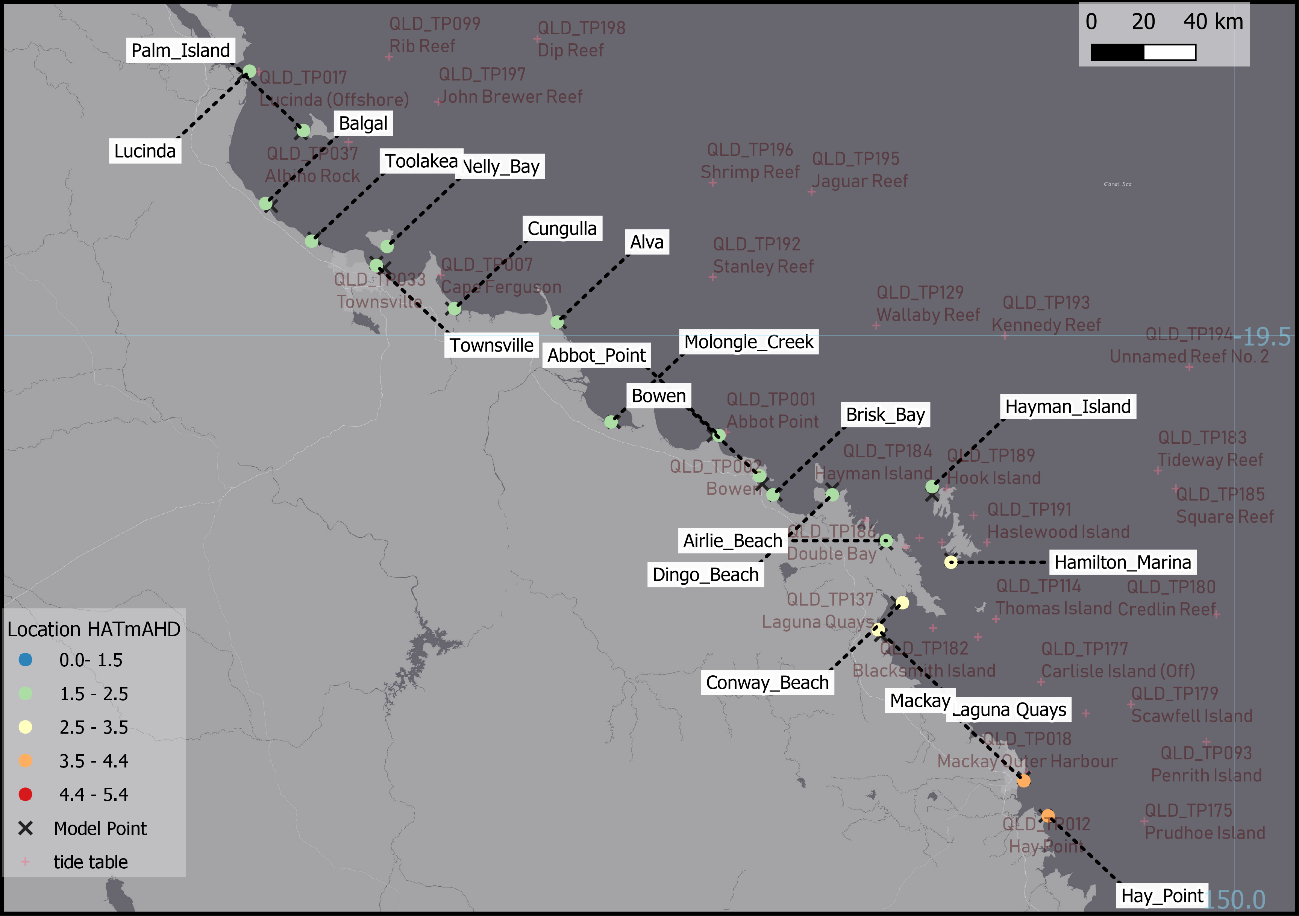 QLD_TP099
Rib Reef
QLD_TP198
Dip Reef
0 20 40 km
Palm_Island
QLD_TP017
Lucinda (Offshore)
QLD_TP197
John Brewer Reef
Balgal
Lucinda
QLD_TP037
Albino Rock
Toolakea
Nelly_Bay
QLD_TP196
Shrimp Reef
QLD_TP195
Jaguar Reef
Coral Sea
Cungulla
Alva
QLD_TP192
Stanley Reef
QLD_TP033
Townsville
QLD_TP007
Cape Ferguson
QLD_TP129
Wallaby Reef
QLD_TP193
Kennedy Reef
QLD_TP194
Unnamed Reef No. 2
-19.5
Townsville
Abbot_Point
Molongle_Creek
Bowen
QLD_TP001
Abbot Point
Brisk_Bay
Hayman_Island
QLD_TP002
Bowen
QLD_TP184
Hayman Island
QLD_TP189
Hook Island
QLD_TP183
Tideway Reef
QLD_TP185
Square Reef
QLD_TP191
Haslewood Island
Airlie_Beach
QLD_TP186
Double Bay
Dingo_Beach
Hamilton_Marina
QLD_TP137
Laguna Quays
QLD_TP114
Thomas Island
QLD_TP180
Credlin Reef
QLD_TP182
Blacksmith Island
QLD_TP177
Carlisle Island (Off)
Conway_Beach
Mackay
Laguna Quays
QLD_TP179
Scawfell Island
QLD_TP018
Mackay Outer Harbour
QLD_TP093
Penrith Island
QLD_TP012
Hay Point
QLD_TP175
Prudhoe Island
Hay_Point
150.0
Location HATmAHD
0.0- 1.5
1.5 - 2.5
2.5 - 3.5
3.5 - 4.4
4.4 - 5.4
Model Point
tide table